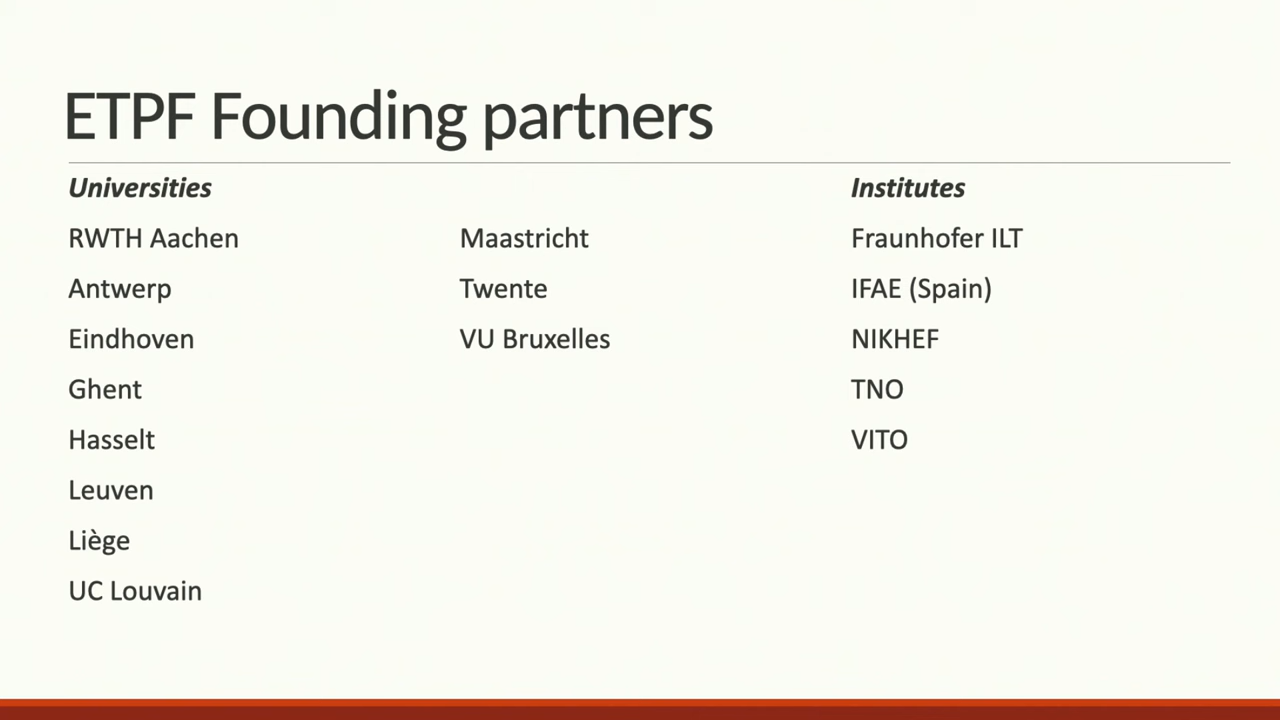 ETPF Founding partners
Universities
RWTH Aachen
Antwerp
Eindhoven
Ghent
Hasselt
Leuven
Liège
UC Louvain
Maastricht
Twente
VU Bruxelles
Institutes
Fraunhofer ILT
IFAE (Spain)
NIKHEF
TNO
VITO